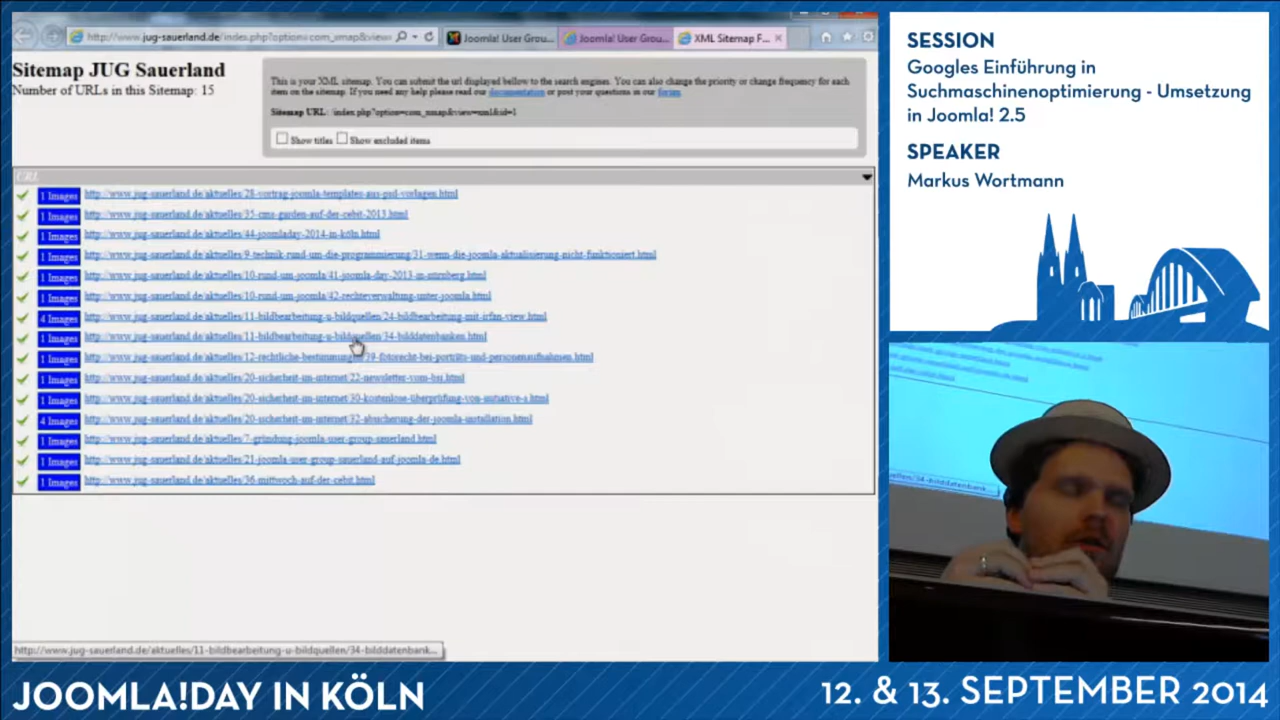 http://www.jug-sauerland.de/index.php?option=com_xmap&view=
Joomla! User Grou...
Joomla! User Grou...
XML Sitemap F...
Sitemap JUG Sauerland
Number of URLs in this Sitemap: 15
This is your XML sitemap. You can submit the url displayed bellow to the search engines. You can also change the priority or change frequency for each
item on the sitemap. If you need any help please read our documentation or post your questions in our forum
Sitemap URL: /index.php?option=com_xmap&view=xml&id=1
Show titles Show excluded items
URL
1 Images http://www.jug-sauerland.de/aktuelles/28-vortrag-joomla-templates-aus-psd-vorlagen.html
1 Images http://www.jug-sauerland.de/aktuelles/35-cms-garden-auf-der-cebit-2013.html
1 Images http://www.jug-sauerland.de/aktuelles/44-joomladay-2014-in-köln.html
1 Images http://www.jug-sauerland.de/aktuelles/9-technik-rund-um-die-programmierung/31-wenn-die-joomla-aktualisierung-nicht-funktioniert.html
1 Images http://www.jug-sauerland.de/aktuelles/10-rund-um-joomla/41-joomla-day-2013-in-nürnberg.html
1 Images http://www.jug-sauerland.de/aktuelles/10-rund-um-joomla/42-rechteverwaltung-unter-joomla.html
4 Images http://www.jug-sauerland.de/aktuelles/11-bildbearbeitung-u-bildquellen/24-bildbearbeitung-mit-irfan-view.html
1 Images http://www.jug-sauerland.de/aktuelles/11-bildbearbeitung-u-bildquellen/34-bilddatenbanken.html
1 Images http://www.jug-sauerland.de/aktuelles/12-rechtliche-bestimmungen/39-fotorecht-bei-porträts-und-personenaufnahmen.html
1 Images http://www.jug-sauerland.de/aktuelles/20-sicherheit-im-internet/22-newsletter-vom-bsi.html
1 Images http://www.jug-sauerland.de/aktuelles/20-sicherheit-im-internet/30-kostenlose-überprüfung-von-initiative-s.html
4 Images http://www.jug-sauerland.de/aktuelles/20-sicherheit-im-internet/32-absicherung-der-joomla-installation.html
1 Images http://www.jug-sauerland.de/aktuelles/7-gründung-joomla-user-group-sauerland.html
1 Images http://www.jug-sauerland.de/aktuelles/21-joomla-user-group-sauerland-auf-joomla-de.html
1 Images http://www.jug-sauerland.de/aktuelles/36-mittwoch-auf-der-cebit.html
http://www.jug-sauerland.de/aktuelles/11-bildbearbeitung-u-bildquellen/34-bilddatenbank...
SESSION
Googles Einführung in
Suchmaschinenoptimierung - Umsetzung
in Joomla! 2.5
SPEAKER
Markus Wortmann
JOOMLA!DAY IN KÖLN
12. & 13. SEPTEMBER 2014